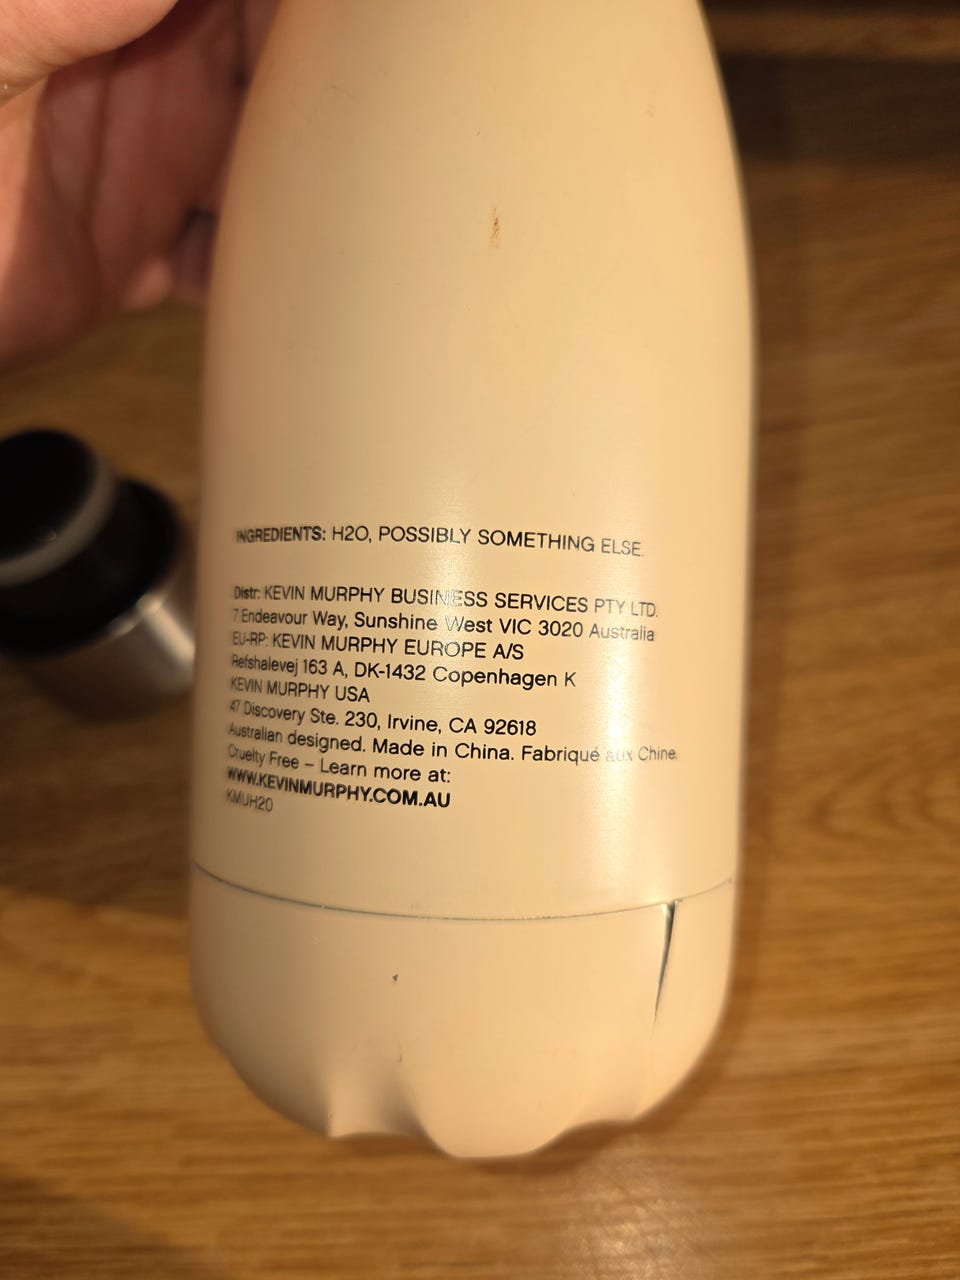 INGREDIENTS: H2O, POSSIBLY SOMETHING ELSE.
Distr: KEVIN MURPHY BUSINESS SERVICES PTY LTD.
7 Endeavour Way, Sunshine West VIC 3020 Australia
EU-RP: KEVIN MURPHY EUROPE A/S
Refshalevej 163 A, DK-1432 Copenhagen K
KEVIN MURPHY USA
47 Discovery Ste. 230, Irvine, CA 92618
Australian designed. Made in China. Fabriqué aux Chine.
Cruelty Free – Learn more at:
WWW.KEVINMURPHY.COM.AU
KMUH20